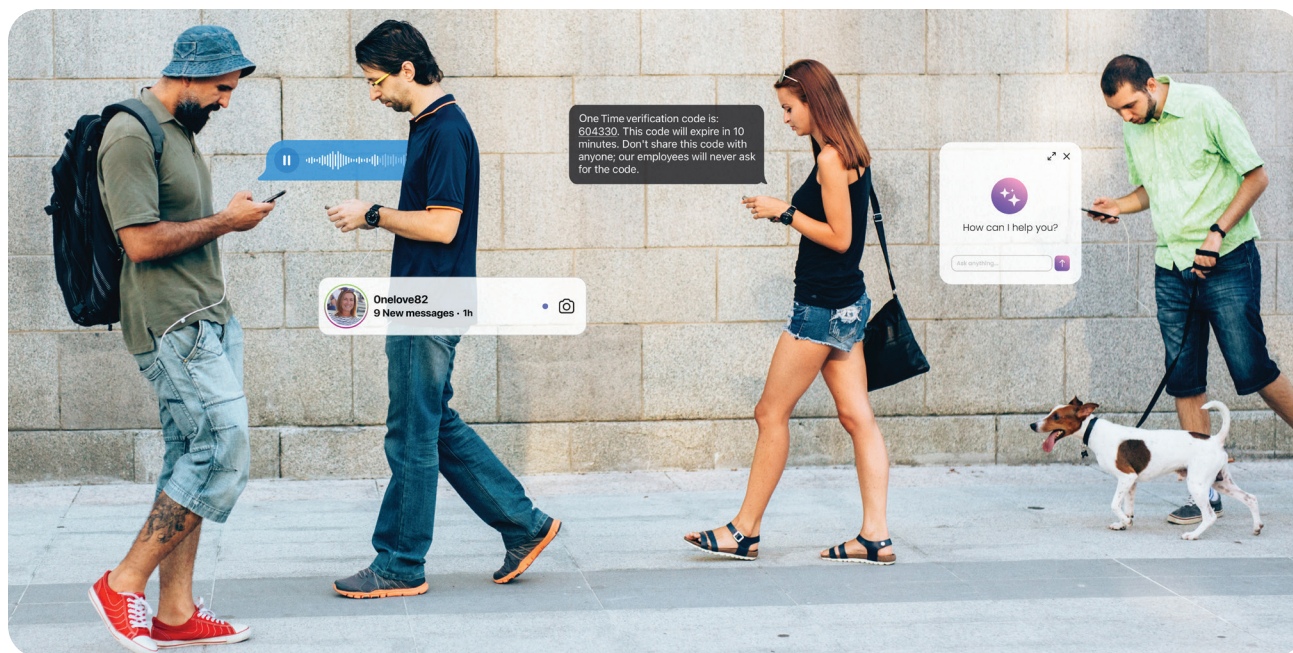 One Time verification code is:
604330. This code will expire in 10
minutes. Don't share this code with
anyone; our employees will never ask
for the code.
0nelove82
9 New messages · 1h
How can I help you?
Ask anything...